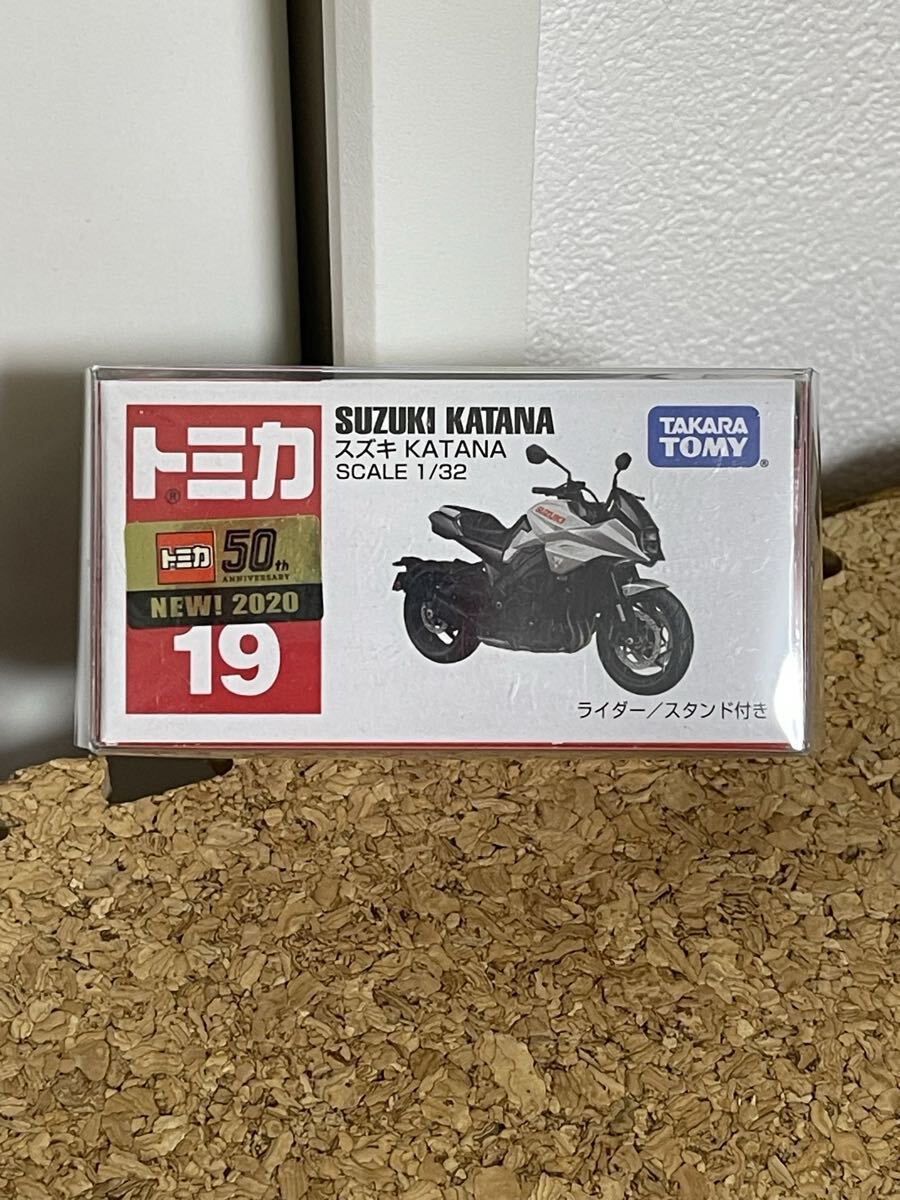 トミカ
®
トミカ 50th
ANNIVERSARY
NEW! 2020
19
SUZUKI KATANA
スズキ KATANA
SCALE 1/32
TAKARA
TOMY®
SUZUKI
ライダー/スタンド付き